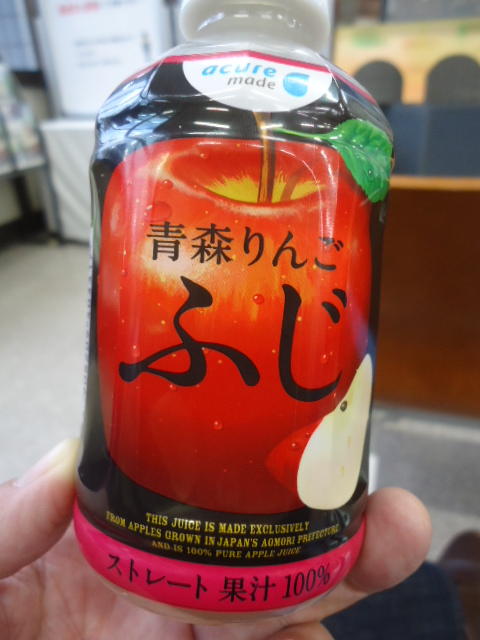 acure
made
青森りんご
ふじ
THIS JUICE IS MADE EXCLUSIVELY
FROM APPLES GROWN IN JAPAN'S AOMORI PREFECTURE
AND IS 100% PURE APPLE JUICE
ストレート 果汁100%